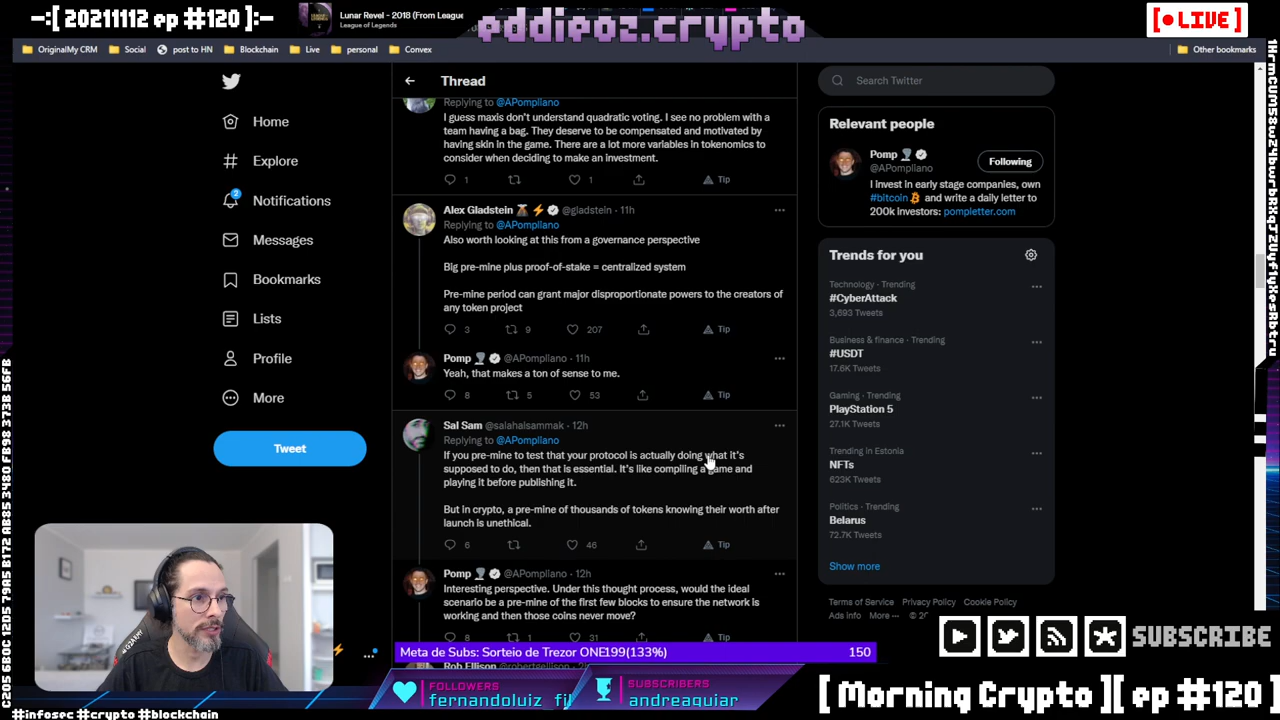 -:[ 20211112 ep #120 ]:-
Lunar Revel - 2018 (From League
League of Legends
eddieoz.crypto
[ LIVE ]
OriginalMy CRM
Social
post to HN
Blockchain
Live
personal
Convex
Other bookmarks
Home
Explore
2
Notifications
Messages
Bookmarks
Lists
Profile
More
Tweet
Thread
Replying to @APompliano
I guess maxis don't understand quadratic voting. I see no problem with a
team having a bag. They deserve to be compensated and motivated by
having skin in the game. There are a lot more variables in tokenomics to
consider when deciding to make an investment.
1
1
Tip
Alex Gladstein @gladstein · 11h
Replying to @APompliano
Also worth looking at this from a governance perspective
Big pre-mine plus proof-of-stake = centralized system
Pre-mine period can grant major disproportionate powers to the creators of
any token project
3
9
207
Tip
Pomp @APompliano · 11h
Yeah, that makes a ton of sense to me.
8
5
53
Tip
Sal Sam @salahalsammak · 12h
Replying to @APompliano
If you pre-mine to test that your protocol is actually doing what it's
supposed to do, then that is essential. It's like compiling a game and
playing it before publishing it.
But in crypto, a pre-mine of thousands of tokens knowing their worth after
launch is unethical.
6
46
Tip
Pomp @APompliano · 12h
Interesting perspective. Under this thought process, would the ideal
scenario be a pre-mine of the first few blocks to ensure the network is
working and then those coins never move?
8
1
31
Tip
Search Twitter
Relevant people
Pomp
@APompliano
Following
I invest in early stage companies, own
#bitcoin and write a daily letter to
200k investors: pompletter.com
Trends for you
Technology · Trending
#CyberAttack
3,693 Tweets
Business & finance · Trending
#USDT
17.6K Tweets
Gaming · Trending
PlayStation 5
27.1K Tweets
Trending in Estonia
NFTs
623K Tweets
Politics · Trending
Belarus
72.7K Tweets
Show more
Terms of Service Privacy Policy Cookie Policy
Meta de Subs: Sorteio de Trezor ONE199(133%)
150
FOLLOWERS
fernandoluiz_fil
SUBSCRIBERS
andreaquiar
SUBSCRIBE
[ Morning Crypto ][ ep #120 ]
#infosec #crypto #blockchain